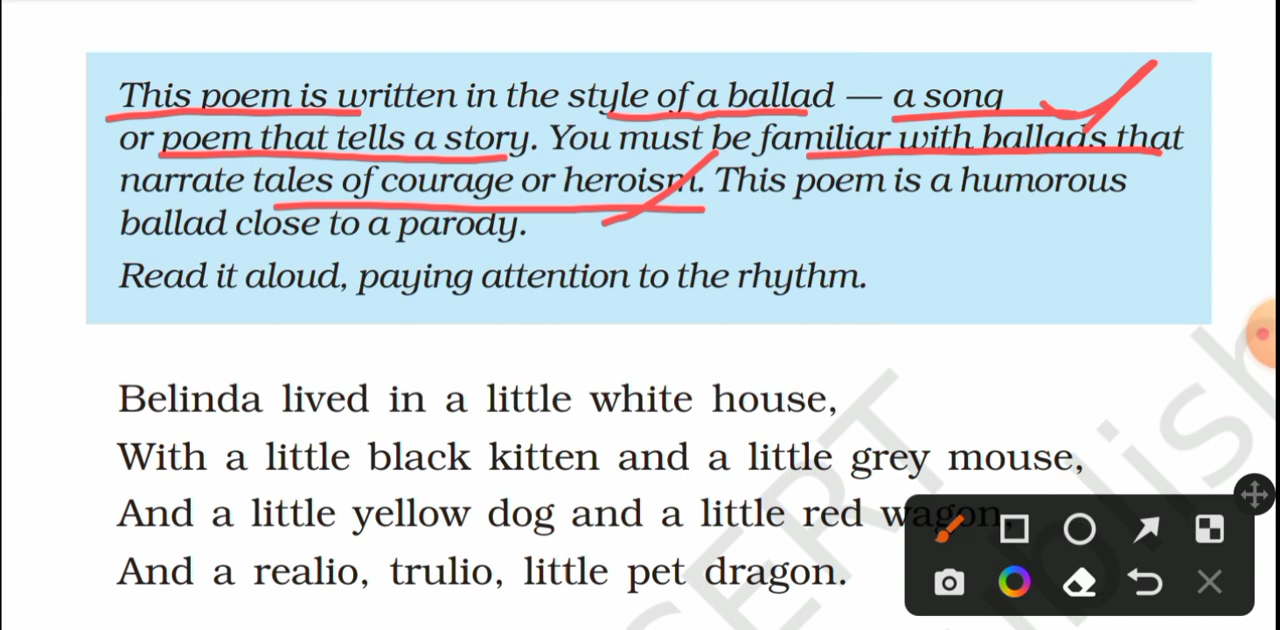 This poem is written in the style of a ballad — a song
or poem that tells a story. You must be familiar with ballads that
narrate tales of courage or heroism. This poem is a humorous
ballad close to a parody.
Read it aloud, paying attention to the rhythm.
Belinda lived in a little white house,
With a little black kitten and a little grey mouse,
And a little yellow dog and a little red wagon,
And a realio, trulio, little pet dragon.